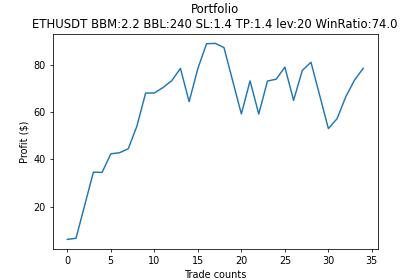 Portfolio
ETHUSDT BBM:2.2 BBL:240 SL:1.4 TP:1.4 lev:20 WinRatio:74.0
80
60
40
20
Profit ($)
0 5 10 15 20 25 30 35
Trade counts